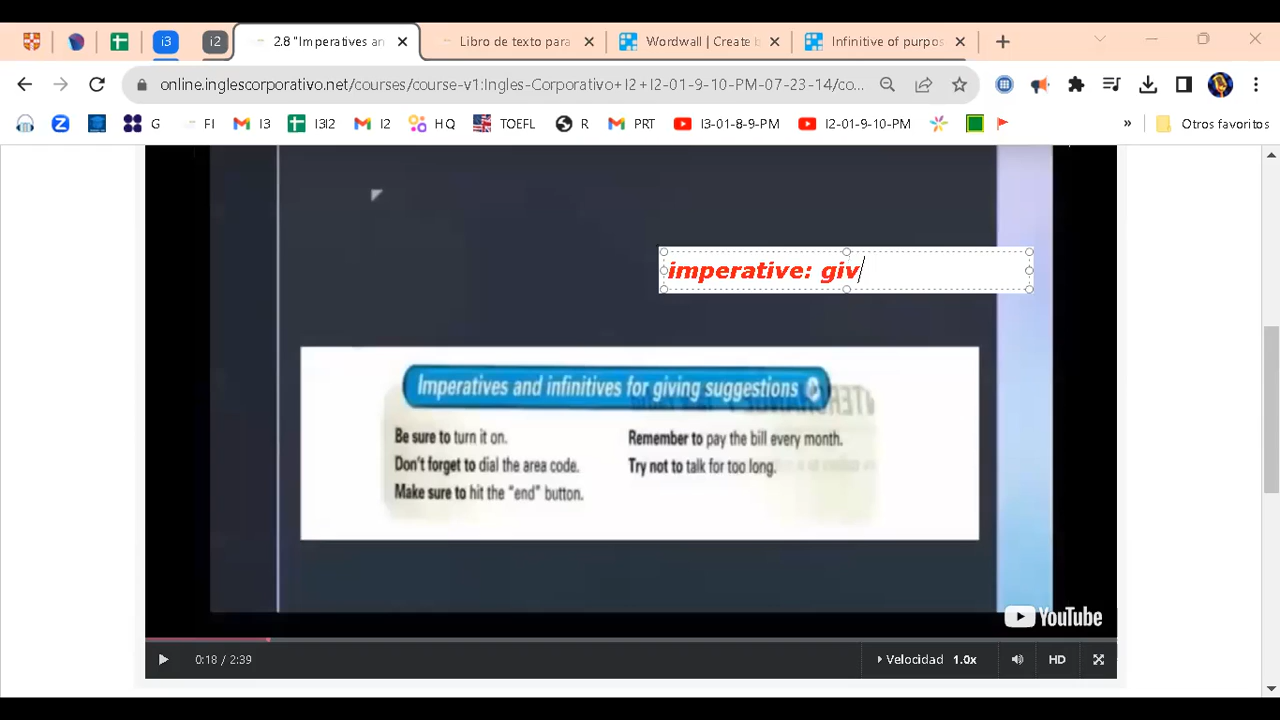 i3
i2
2.8 "Imperatives an
Libro de texto para
Wordwall | Create b
Infinitive of purpos
online.inglescorporativo.net/courses/course-v1:Ingles-Corporativo+I2+I2-01-9-10-PM-07-23-14/co...
G
FI
I3
I3I2
I2
HQ
TOEFL
R
PRT
I3-01-8-9-PM
I2-01-9-10-PM
»
Otros favoritos
imperative: giv
Imperatives and infinitives for giving suggestions
Be sure to turn it on.
Don't forget to dial the area code.
Make sure to hit the "end" button.
Remember to pay the bill every month.
Try not to talk for too long.
YouTube
0:18 / 2:39
Velocidad 1.0x
HD